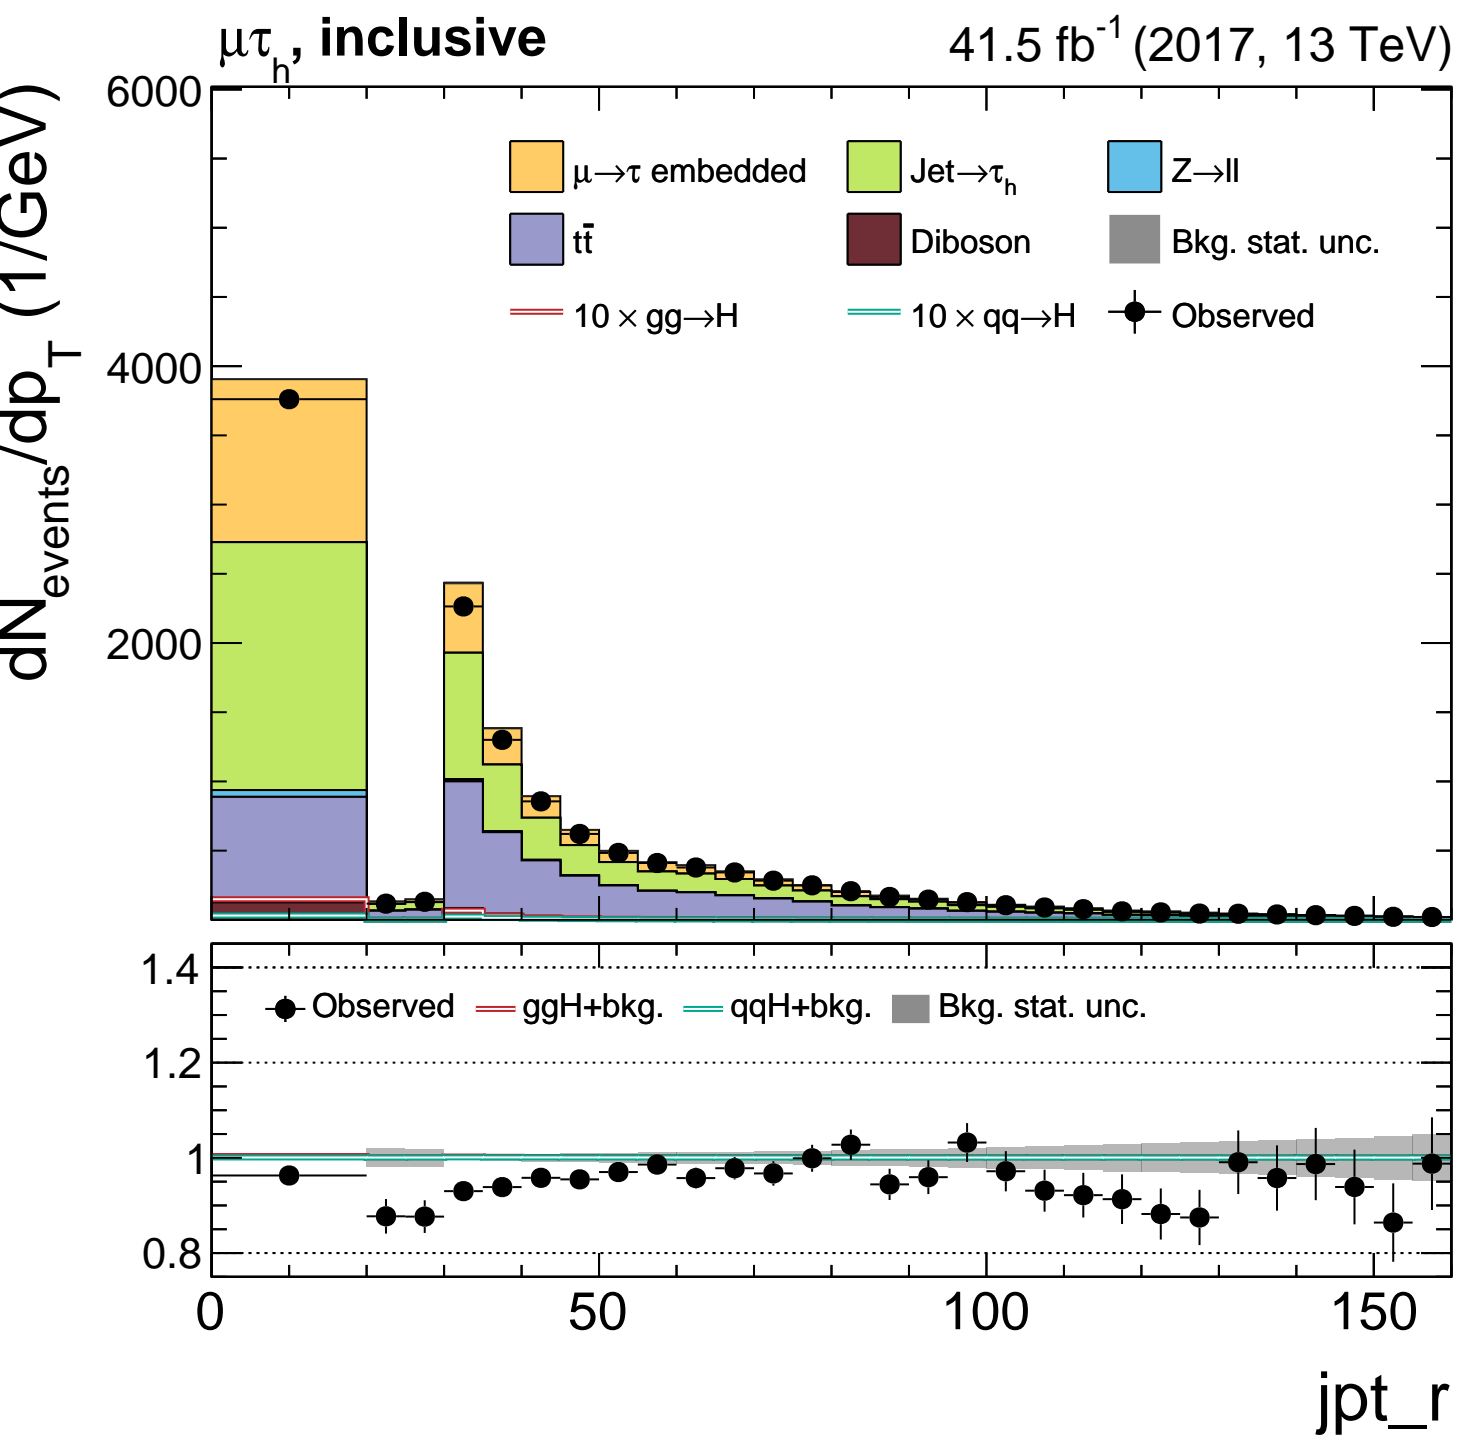 μτh, inclusive 41.5 fb-1 (2017, 13 TeV)
dNevents/dpT (1/GeV)
6000
4000
2000
μ→τ embedded Jet→τh Z→ll
tt̄ Diboson Bkg. stat. unc.
10 × gg→H 10 × qq→H Observed
1.4
1.2
1
0.8
Observed ggH+bkg. qqH+bkg. Bkg. stat. unc.
0 50 100 150
jpt_r